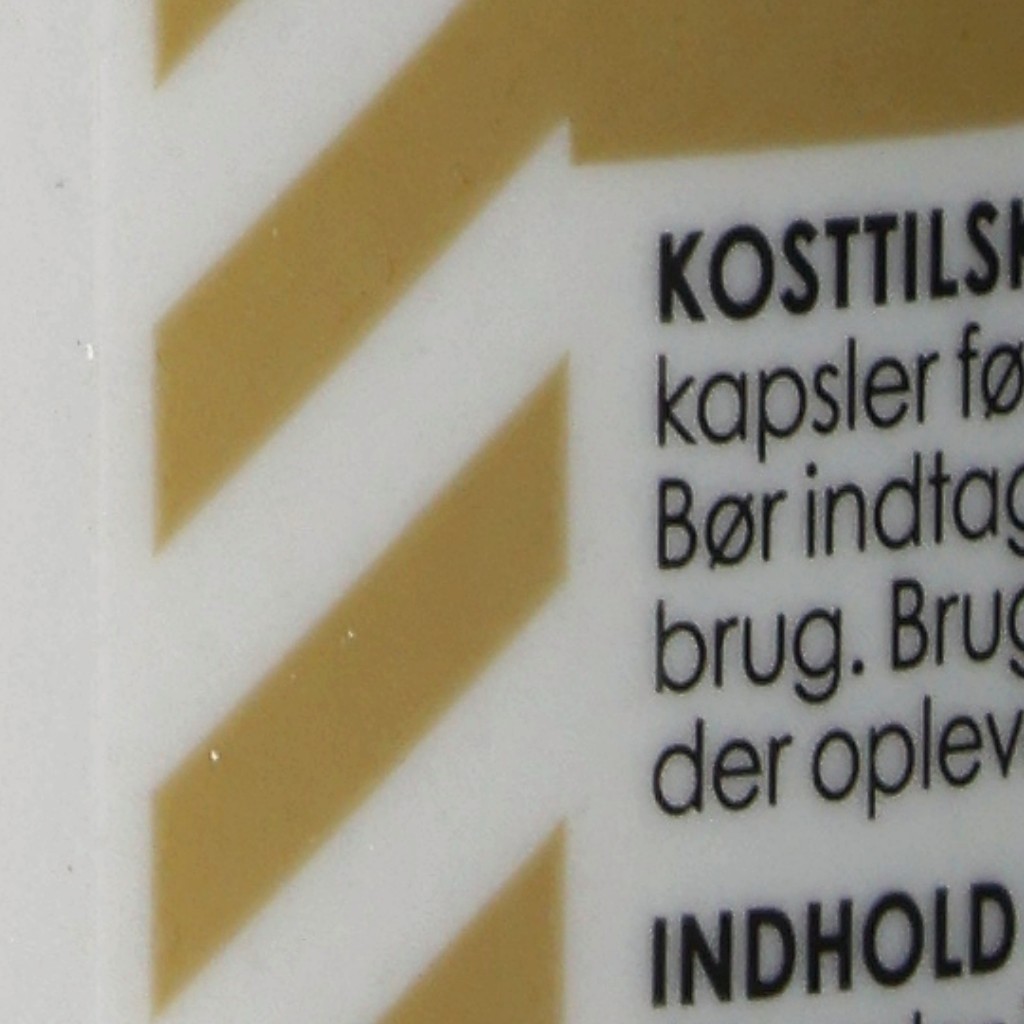 KOSTTILSK
kapsler fø
Bør indtag
brug. Brug
der oplev
INDHOLD